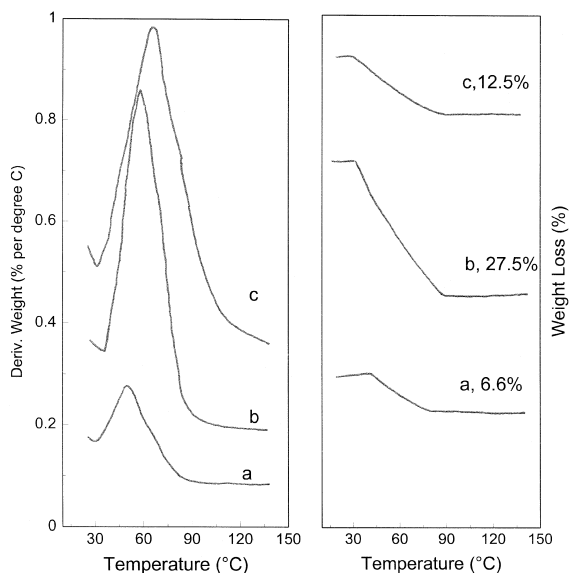 1
0.8
0.6
0.4
0.2
0
Deriv. Weight (% per degree C)
c
b
a
30 60 90 120 150
Temperature (°C)
c,12.5%
b, 27.5%
a, 6.6%
Weight Loss (%)
30 60 90 120 150
Temperature (°C)